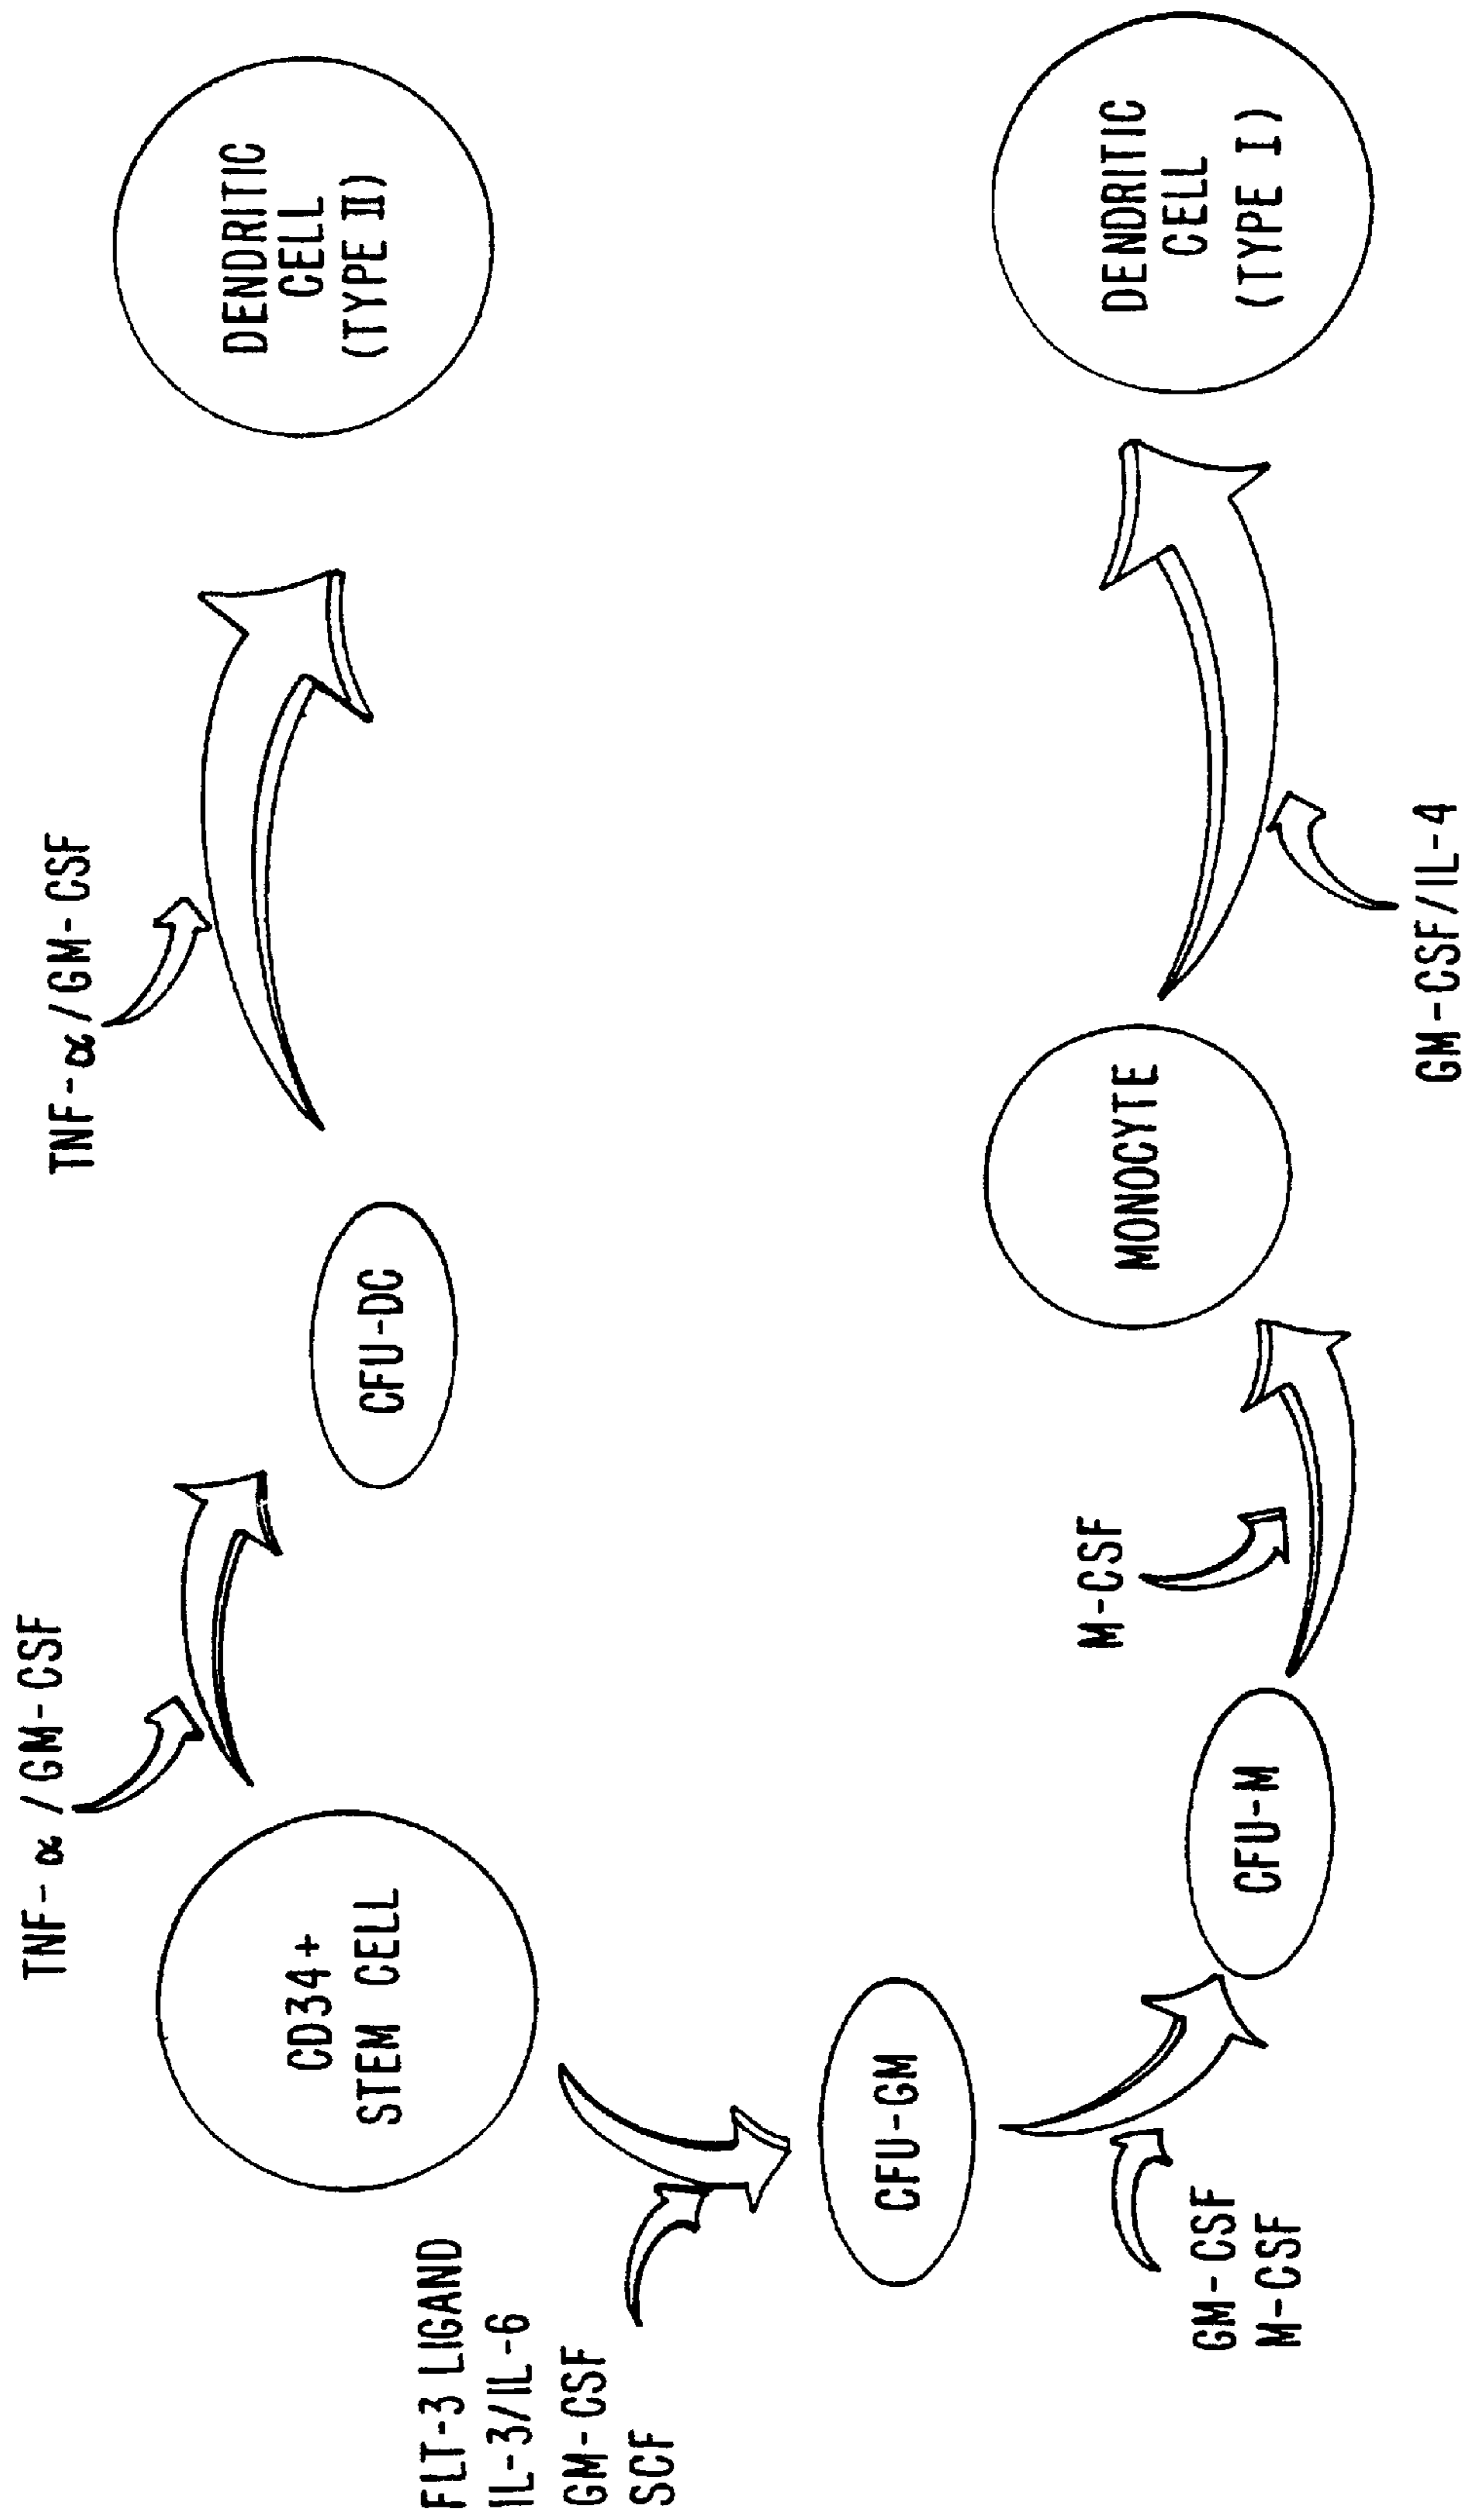 TNF-α/GM-CSF
TNF-α/GM-CSF
CD34+
STEM CELL
CFU-DC
DENDRITIC
CELL
(TYPE II)
FLT-3 LIGAND
IL-3/IL-6
GM-CSF
SCF
CFU-GM
GM-CSF
M-CSF
CFU-M
M-CSF
MONOCYTE
GM-CSF/IL-4
DENDRITIC
CELL
(TYPE I)